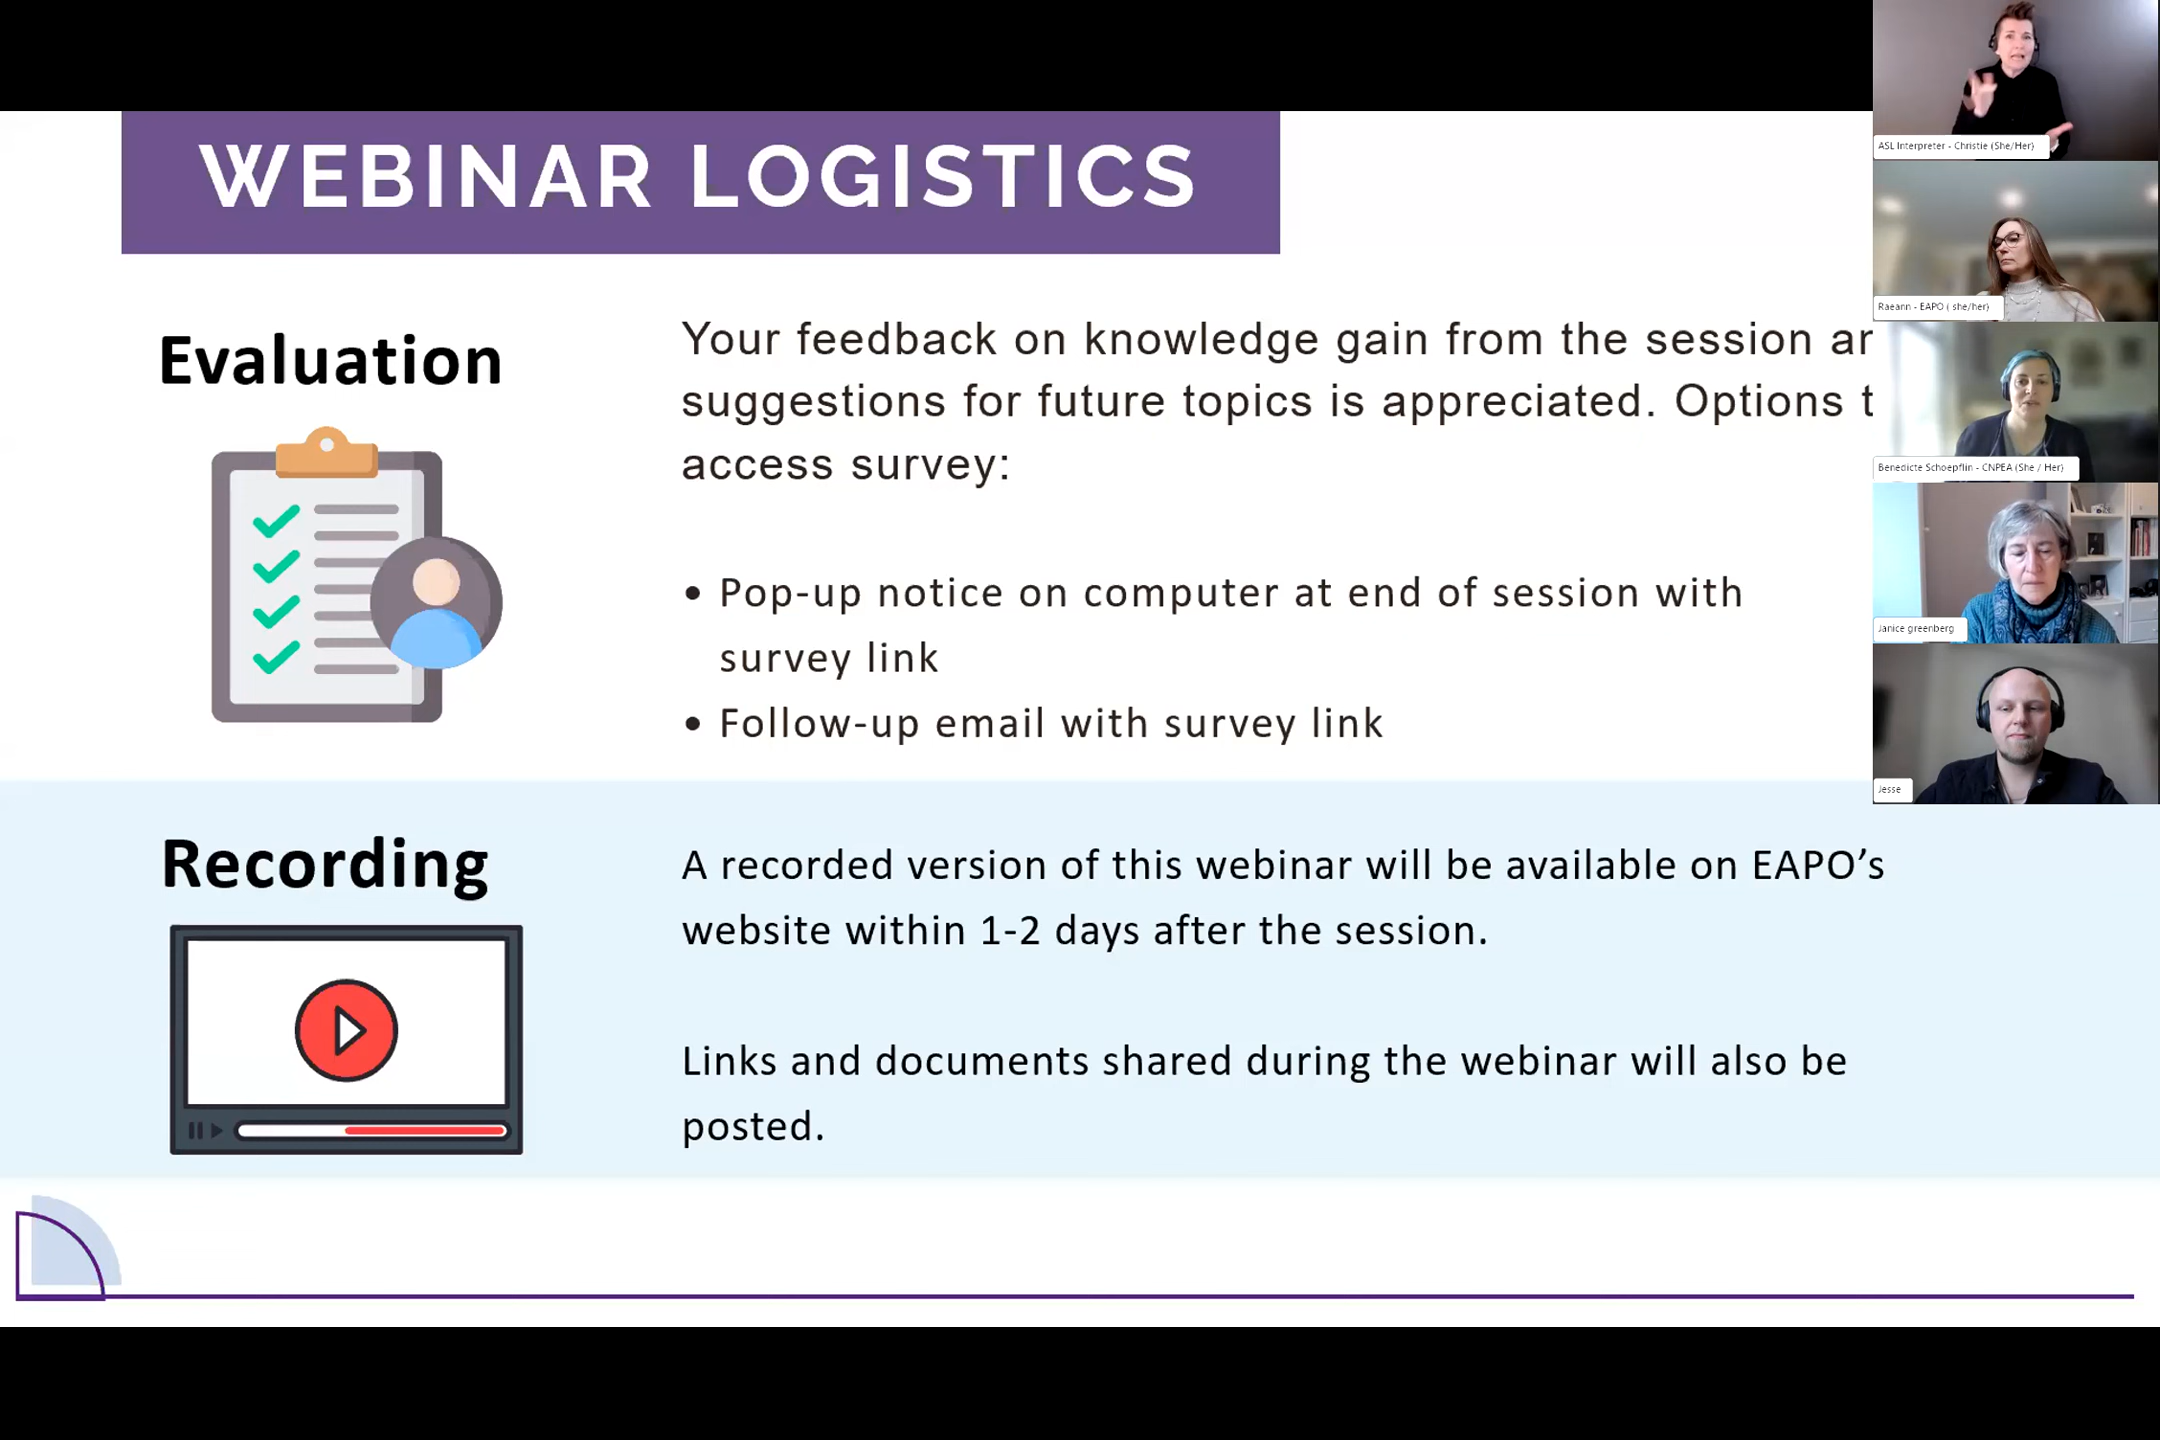 WEBINAR LOGISTICS
Evaluation
Your feedback on knowledge gain from the session ar
suggestions for future topics is appreciated. Options t
access survey:
• Pop-up notice on computer at end of session with
survey link
• Follow-up email with survey link
Recording
A recorded version of this webinar will be available on EAPO’s
website within 1-2 days after the session.
Links and documents shared during the webinar will also be
posted.
ASL Interpreter - Christie (She/Her)
Raeann - EAPO ( she/her)
Benedicte Schoepflin - CNPEA (She / Her)
Janice greenberg
Jesse